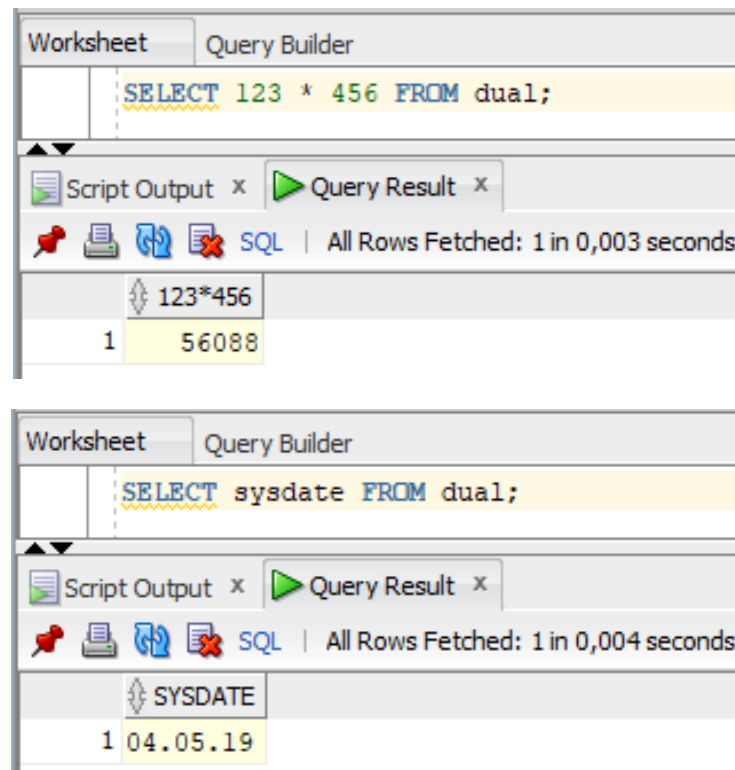 Worksheet Query Builder
SELECT 123 * 456 FROM dual;
Script Output x Query Result x
SQL | All Rows Fetched: 1 in 0,003 seconds
123*456
1 56088
Worksheet Query Builder
SELECT sysdate FROM dual;
Script Output x Query Result x
SQL | All Rows Fetched: 1 in 0,004 seconds
SYSDATE
1 04.05.19